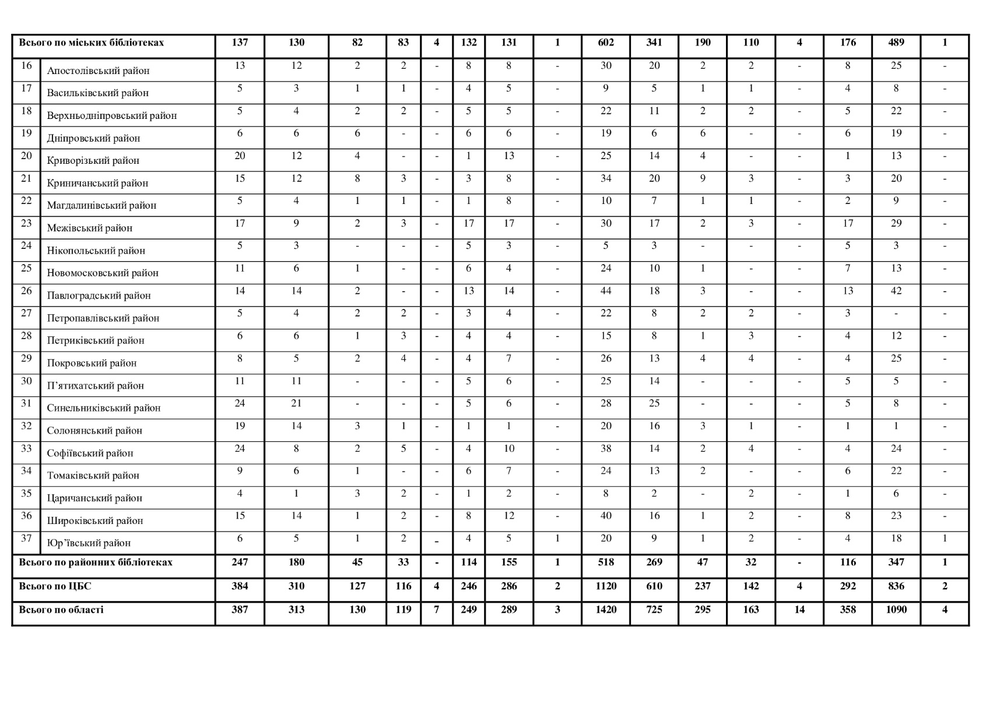 Всього по міських бібліотеках 137 130 82 83 4 132 131 1 602 341 190 110 4 176 489 1
16 Апостолівський район 13 12 2 2 - 8 8 - 30 20 2 2 - 8 25 -
17 Васильківський район 5 3 1 1 - 4 5 - 9 5 1 1 - 4 8 -
18 Верхньодніпровський район 5 4 2 2 - 5 5 - 22 11 2 2 - 5 22 -
19 Дніпровський район 6 6 6 - - 6 6 - 19 6 6 - - 6 19 -
20 Криворізький район 20 12 4 - - 1 13 - 25 14 4 - - 1 13 -
21 Криничанський район 15 12 8 3 - 3 8 - 34 20 9 3 - 3 20 -
22 Магдалинівський район 5 4 1 1 - 1 8 - 10 7 1 1 - 2 9 -
23 Межівський район 17 9 2 3 - 17 17 - 30 17 2 3 - 17 29 -
24 Нікопольський район 5 3 - - - 5 3 - 5 3 - - - 5 3 -
25 Новомосковський район 11 6 1 - - 6 4 - 24 10 1 - - 7 13 -
26 Павлоградський район 14 14 2 - - 13 14 - 44 18 3 - - 13 42 -
27 Петропавлівський район 5 4 2 2 - 3 4 - 22 8 2 2 - 3 - -
28 Петриківський район 6 6 1 3 - 4 4 - 15 8 1 3 - 4 12 -
29 Покровський район 8 5 2 4 - 4 7 - 26 13 4 4 - 4 25 -
30 П’ятихатський район 11 11 - - - 5 6 - 25 14 - - - 5 5 -
31 Синельниківський район 24 21 - - - 5 6 - 28 25 - - - 5 8 -
32 Солонянський район 19 14 3 1 - 1 1 - 20 16 3 1 - 1 1 -
33 Софіївський район 24 8 2 5 - 4 10 - 38 14 2 4 - 4 24 -
34 Томаківський район 9 6 1 - - 6 7 - 24 13 2 - - 6 22 -
35 Царичанський район 4 1 3 2 - 1 2 - 8 2 - 2 - 1 6 -
36 Широківський район 15 14 1 2 - 8 12 - 40 16 1 2 - 8 23 -
37 Юр’ївський район 6 5 1 2 - 4 5 1 20 9 1 2 - 4 18 1
Всього по районних бібліотеках 247 180 45 33 - 114 155 1 518 269 47 32 - 116 347 1
Всього по ЦБС 384 310 127 116 4 246 286 2 1120 610 237 142 4 292 836 2
Всього по області 387 313 130 119 7 249 289 3 1420 725 295 163 14 358 1090 4